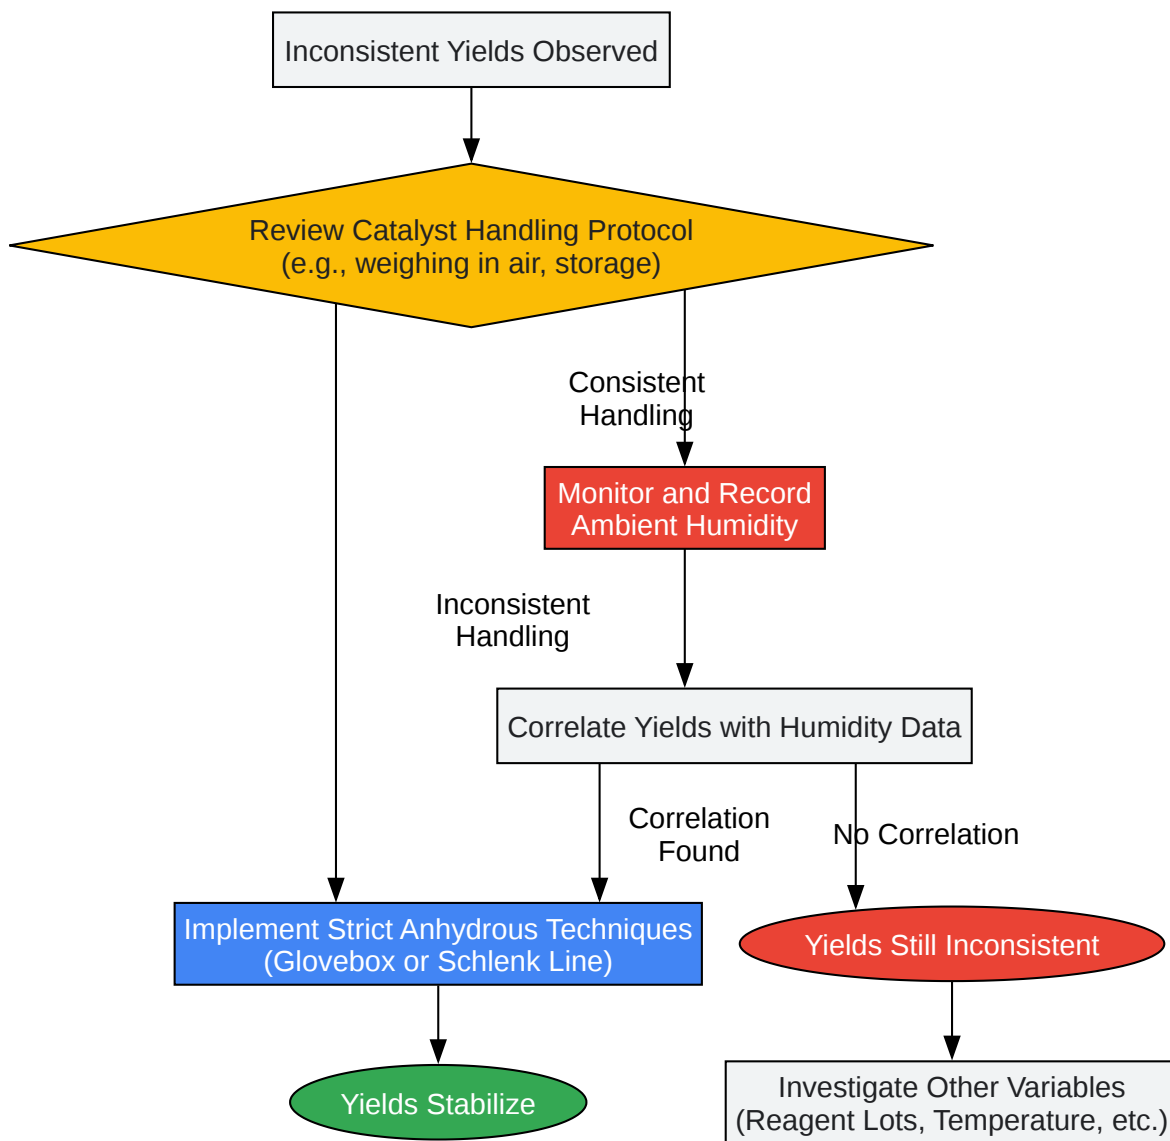 Inconsistent Yields Observed
Review Catalyst Handling Protocol
(e.g., weighing in air, storage)
Consistent
Handling
Monitor and Record
Ambient Humidity
Inconsistent
Handling
Correlate Yields with Humidity Data
Correlation
Found
No Correlation
Implement Strict Anhydrous Techniques
(Glovebox or Schlenk Line)
Yields Still Inconsistent
Yields Stabilize
Investigate Other Variables
(Reagent Lots, Temperature, etc.)